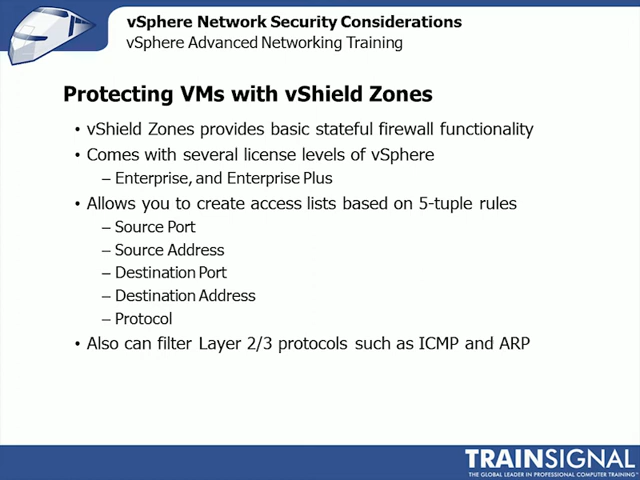 vSphere Network Security Considerations
vSphere Advanced Networking Training
Protecting VMs with vShield Zones
• vShield Zones provides basic stateful firewall functionality
• Comes with several license levels of vSphere
– Enterprise, and Enterprise Plus
• Allows you to create access lists based on 5-tuple rules
– Source Port
– Source Address
– Destination Port
– Destination Address
– Protocol
• Also can filter Layer 2/3 protocols such as ICMP and ARP
TRAINSIGNAL
THE GLOBAL LEADER IN PROFESSIONAL COMPUTER TRAINING